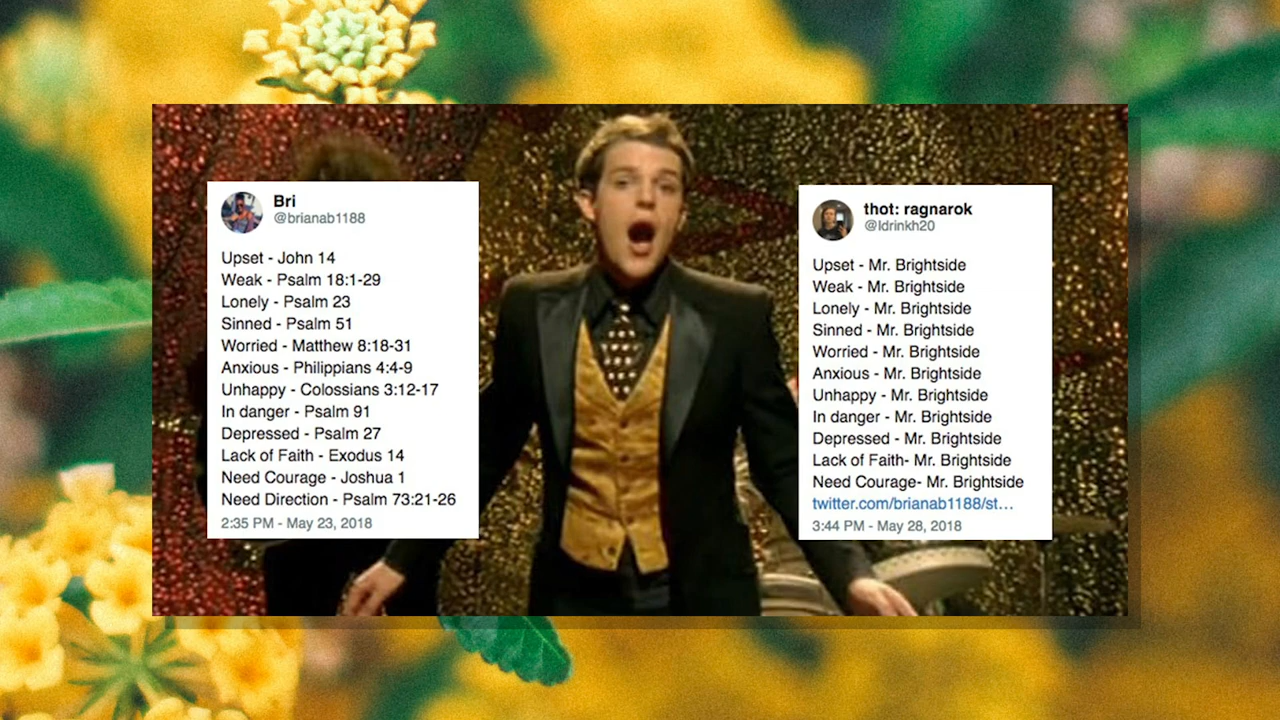 Bri
@brianab1188
Upset - John 14
Weak - Psalm 18:1-29
Lonely - Psalm 23
Sinned - Psalm 51
Worried - Matthew 8:18-31
Anxious - Philippians 4:4-9
Unhappy - Colossians 3:12-17
In danger - Psalm 91
Depressed - Psalm 27
Lack of Faith - Exodus 14
Need Courage - Joshua 1
Need Direction - Psalm 73:21-26
2:35 PM - May 23, 2018
thot: ragnarok
@ldrinkh20
Upset - Mr. Brightside
Weak - Mr. Brightside
Lonely - Mr. Brightside
Sinned - Mr. Brightside
Worried - Mr. Brightside
Anxious - Mr. Brightside
Unhappy - Mr. Brightside
In danger - Mr. Brightside
Depressed - Mr. Brightside
Lack of Faith- Mr. Brightside
Need Courage- Mr. Brightside
twitter.com/brianab1188/st...
3:44 PM - May 28, 2018